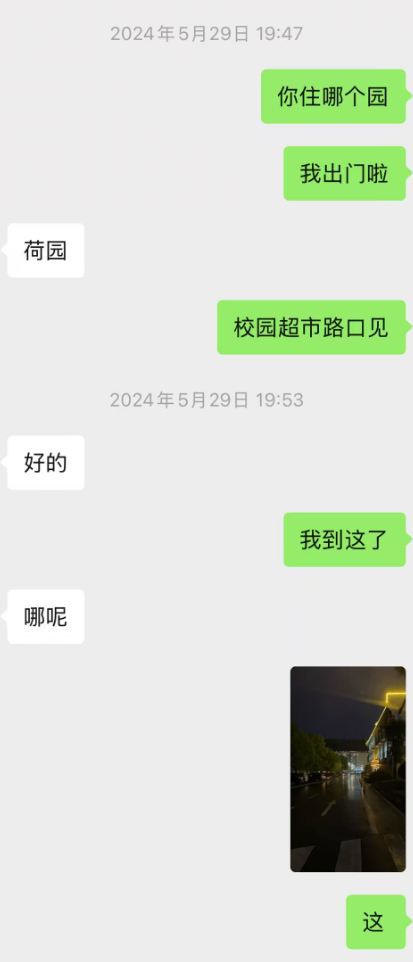 2024年5月29日 19:47
你住哪个园
我出门啦
荷园
校园超市路口见
2024年5月29日 19:53
好的
我到这了
哪呢
这